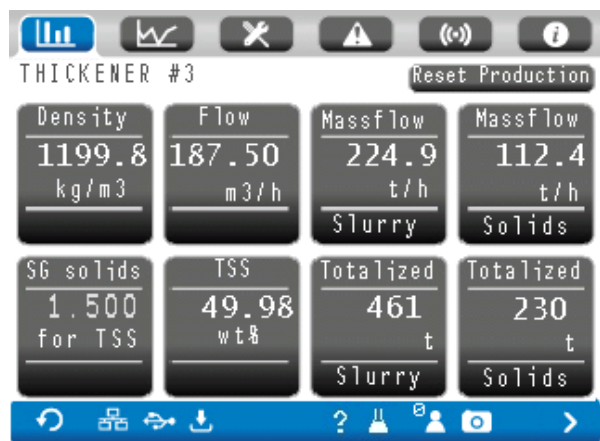 THICKENER #3
Reset Production
Density
1199.8
kg/m3
Flow
187.50
m3/h
Massflow
224.9
t/h
Slurry
Massflow
112.4
t/h
Solids
SG solids
1.500
for TSS
TSS
49.98
wt%
Totalized
461
t
Slurry
Totalized
230
t
Solids